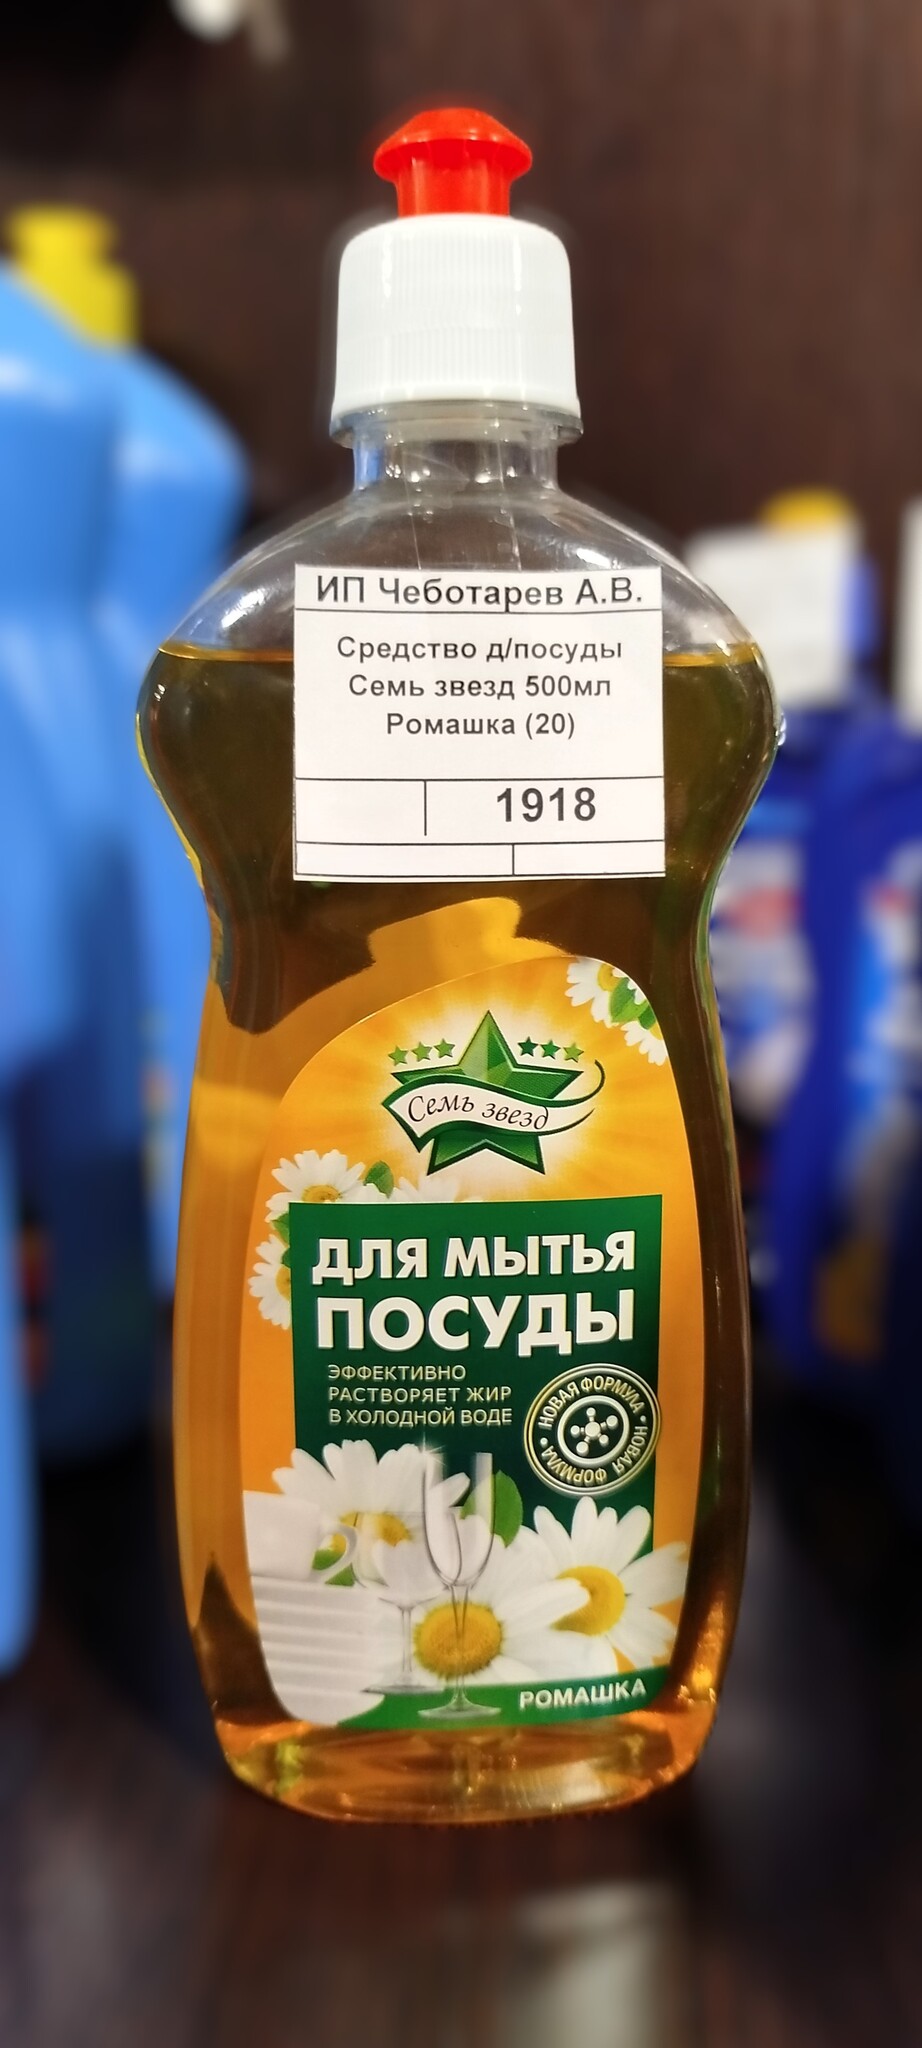 ИП Чеботарев А.В.
Средство д/посуды
Семь звезд 500мл
Ромашка (20)
1918
Семь звезд
ДЛЯ МЫТЬЯ
ПОСУДЫ
ЭФФЕКТИВНО
РАСТВОРЯЕТ ЖИР
В ХОЛОДНОЙ ВОДЕ
НОВАЯ ФОРМУЛА • НОВАЯ ФОРМУЛА •
РОМАШКА